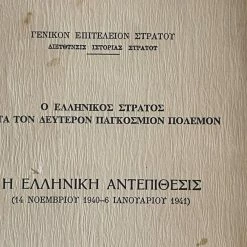 ΓΕΝΙΚΟΝ ΕΠΙΤΕΛΕΙΟΝ ΣΤΡΑΤΟΥ
ΔΙΕΥΘΥΝΣΙΣ ΙΣΤΟΡΙΑΣ ΣΤΡΑΤΟΥ
Ο ΕΛΛΗΝΙΚΟΣ ΣΤΡΑΤΟΣ
ΤΑ ΤΟΝ ΔΕΥΤΕΡΟΝ ΠΑΓΚΟΣΜΙΟΝ ΠΟΛΕΜΟΝ
Η ΕΛΛΗΝΙΚΗ ΑΝΤΕΠΙΘΕΣΙΣ
(14 ΝΟΕΜΒΡΙΟΥ 1940-6 ΙΑΝΟΥΑΡΙΟΥ 1941)